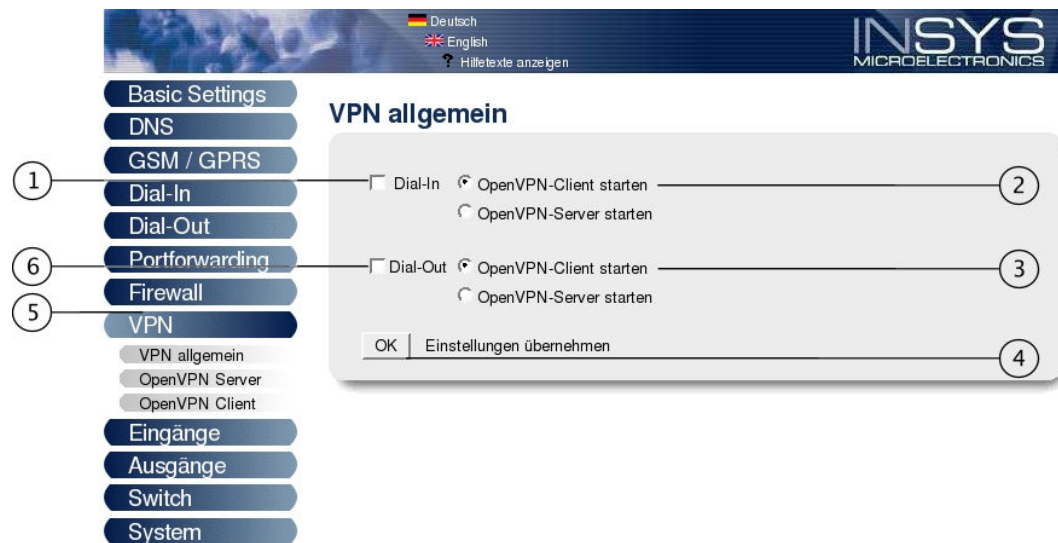 Deutsch
English
? Hilfetexte anzeigen
INSYS
MICROELECTRONICS
Basic Settings
DNS
GSM / GPRS
Dial-In
Dial-Out
Portforwarding
Firewall
VPN
VPN allgemein
OpenVPN Server
OpenVPN Client
Eingänge
Ausgänge
Switch
System
VPN allgemein
1
Dial-In OpenVPN-Client starten
2
OpenVPN-Server starten
6
Dial-Out OpenVPN-Client starten
3
OpenVPN-Server starten
5
OK Einstellungen übernehmen
4